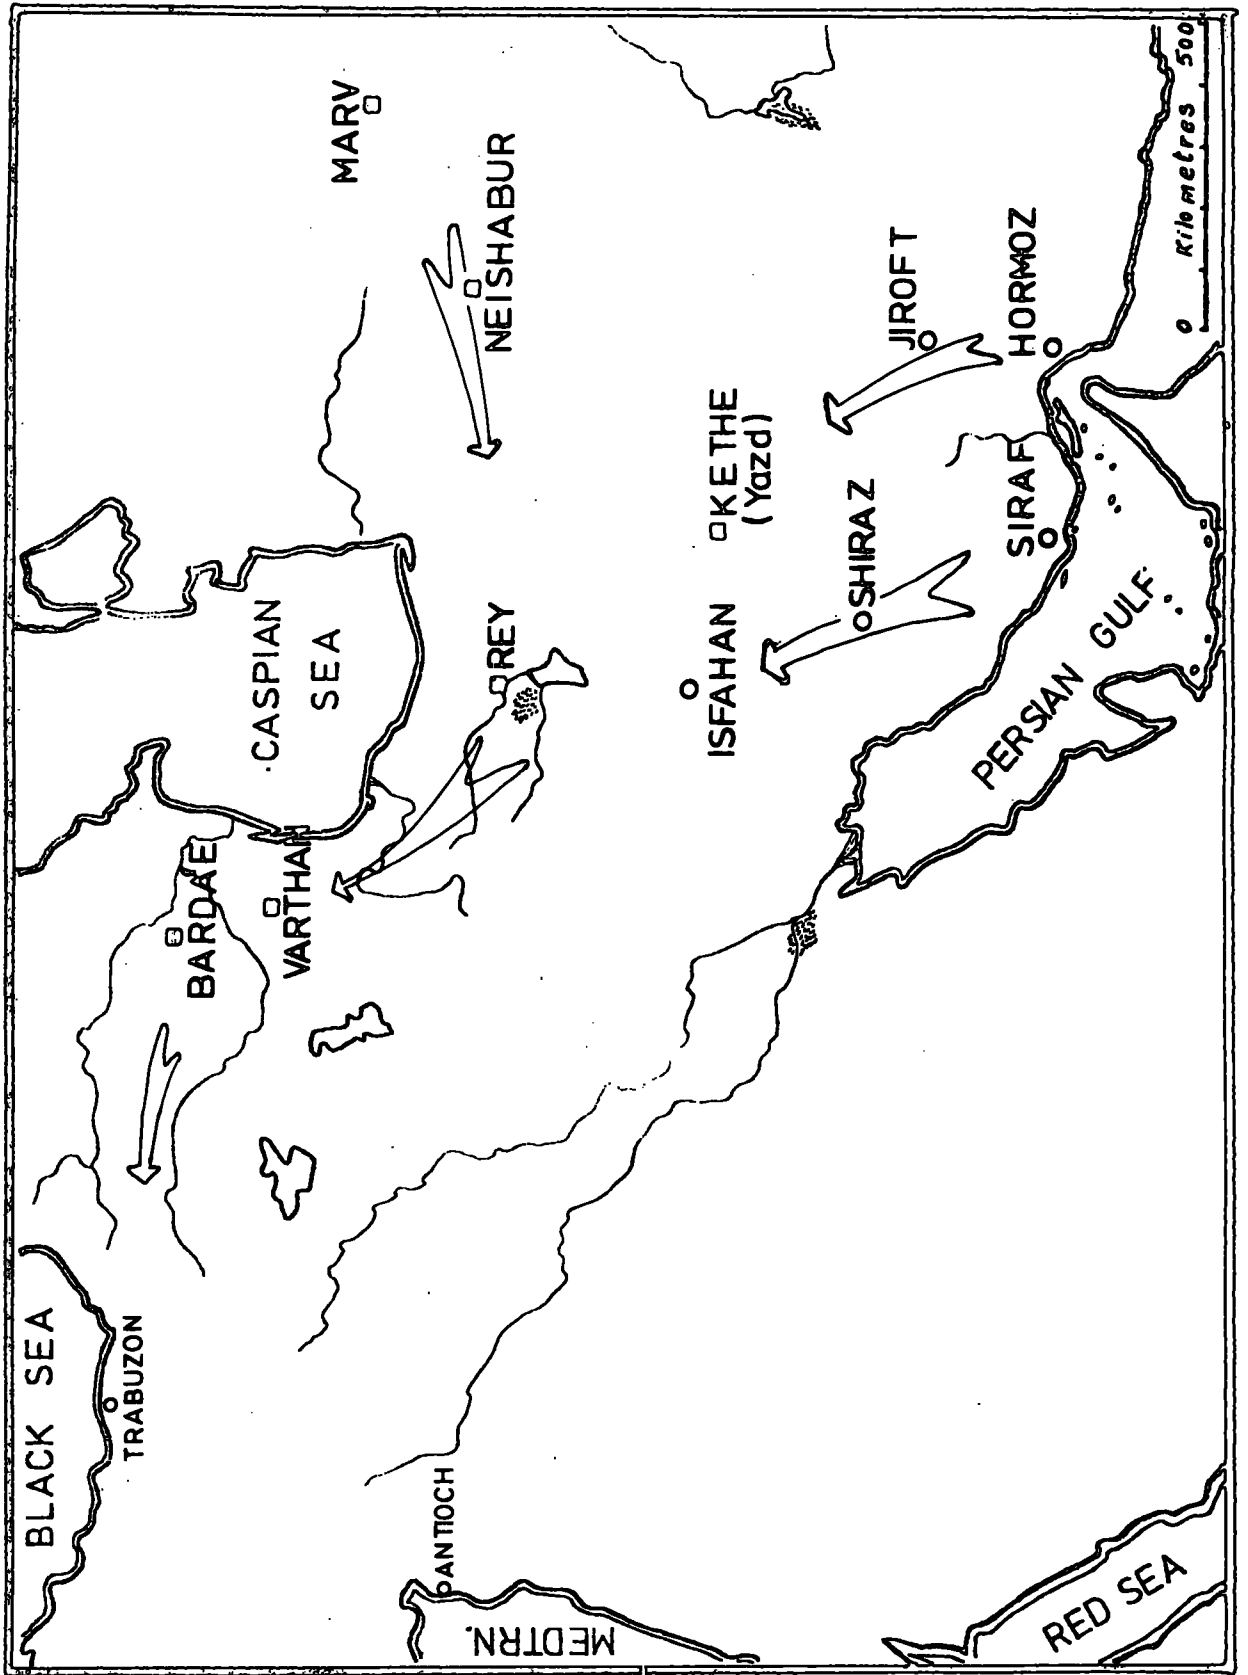 BLACK SEA
TRABUZON
ANTIOCH
MEDTRN.
RED SEA
BARDAE
VARTHAN
CASPIAN
SEA
REY
MARV
NEISHABUR
ISFAHAN
KETHE
(Yazd)
SHIRAZ
JIROFT
SIRAF
HORMOZ
PERSIAN GULF
0 Kilometres 500